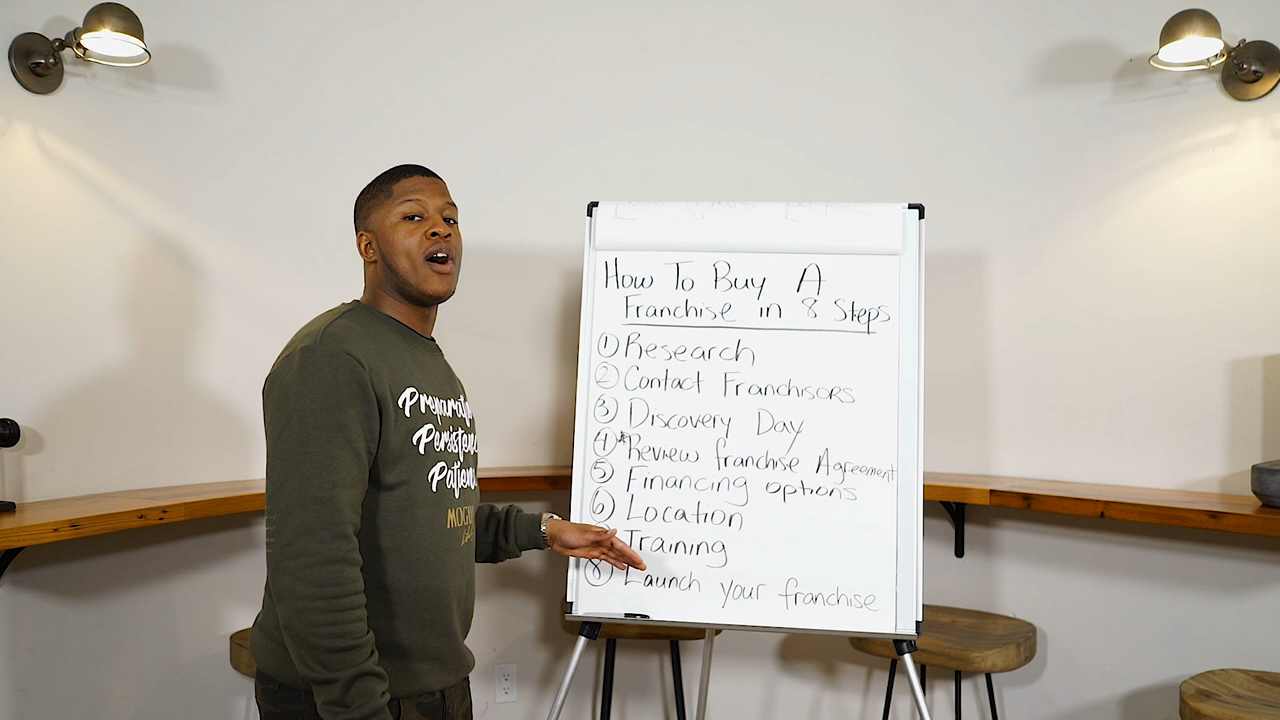 How To Buy A
Franchise in 8 Steps
① Research
② Contact Franchisors
③ Discovery Day
④ *Review franchise Agreement
⑤ Financing options
⑥ Location
Training
⑧ Launch your franchise